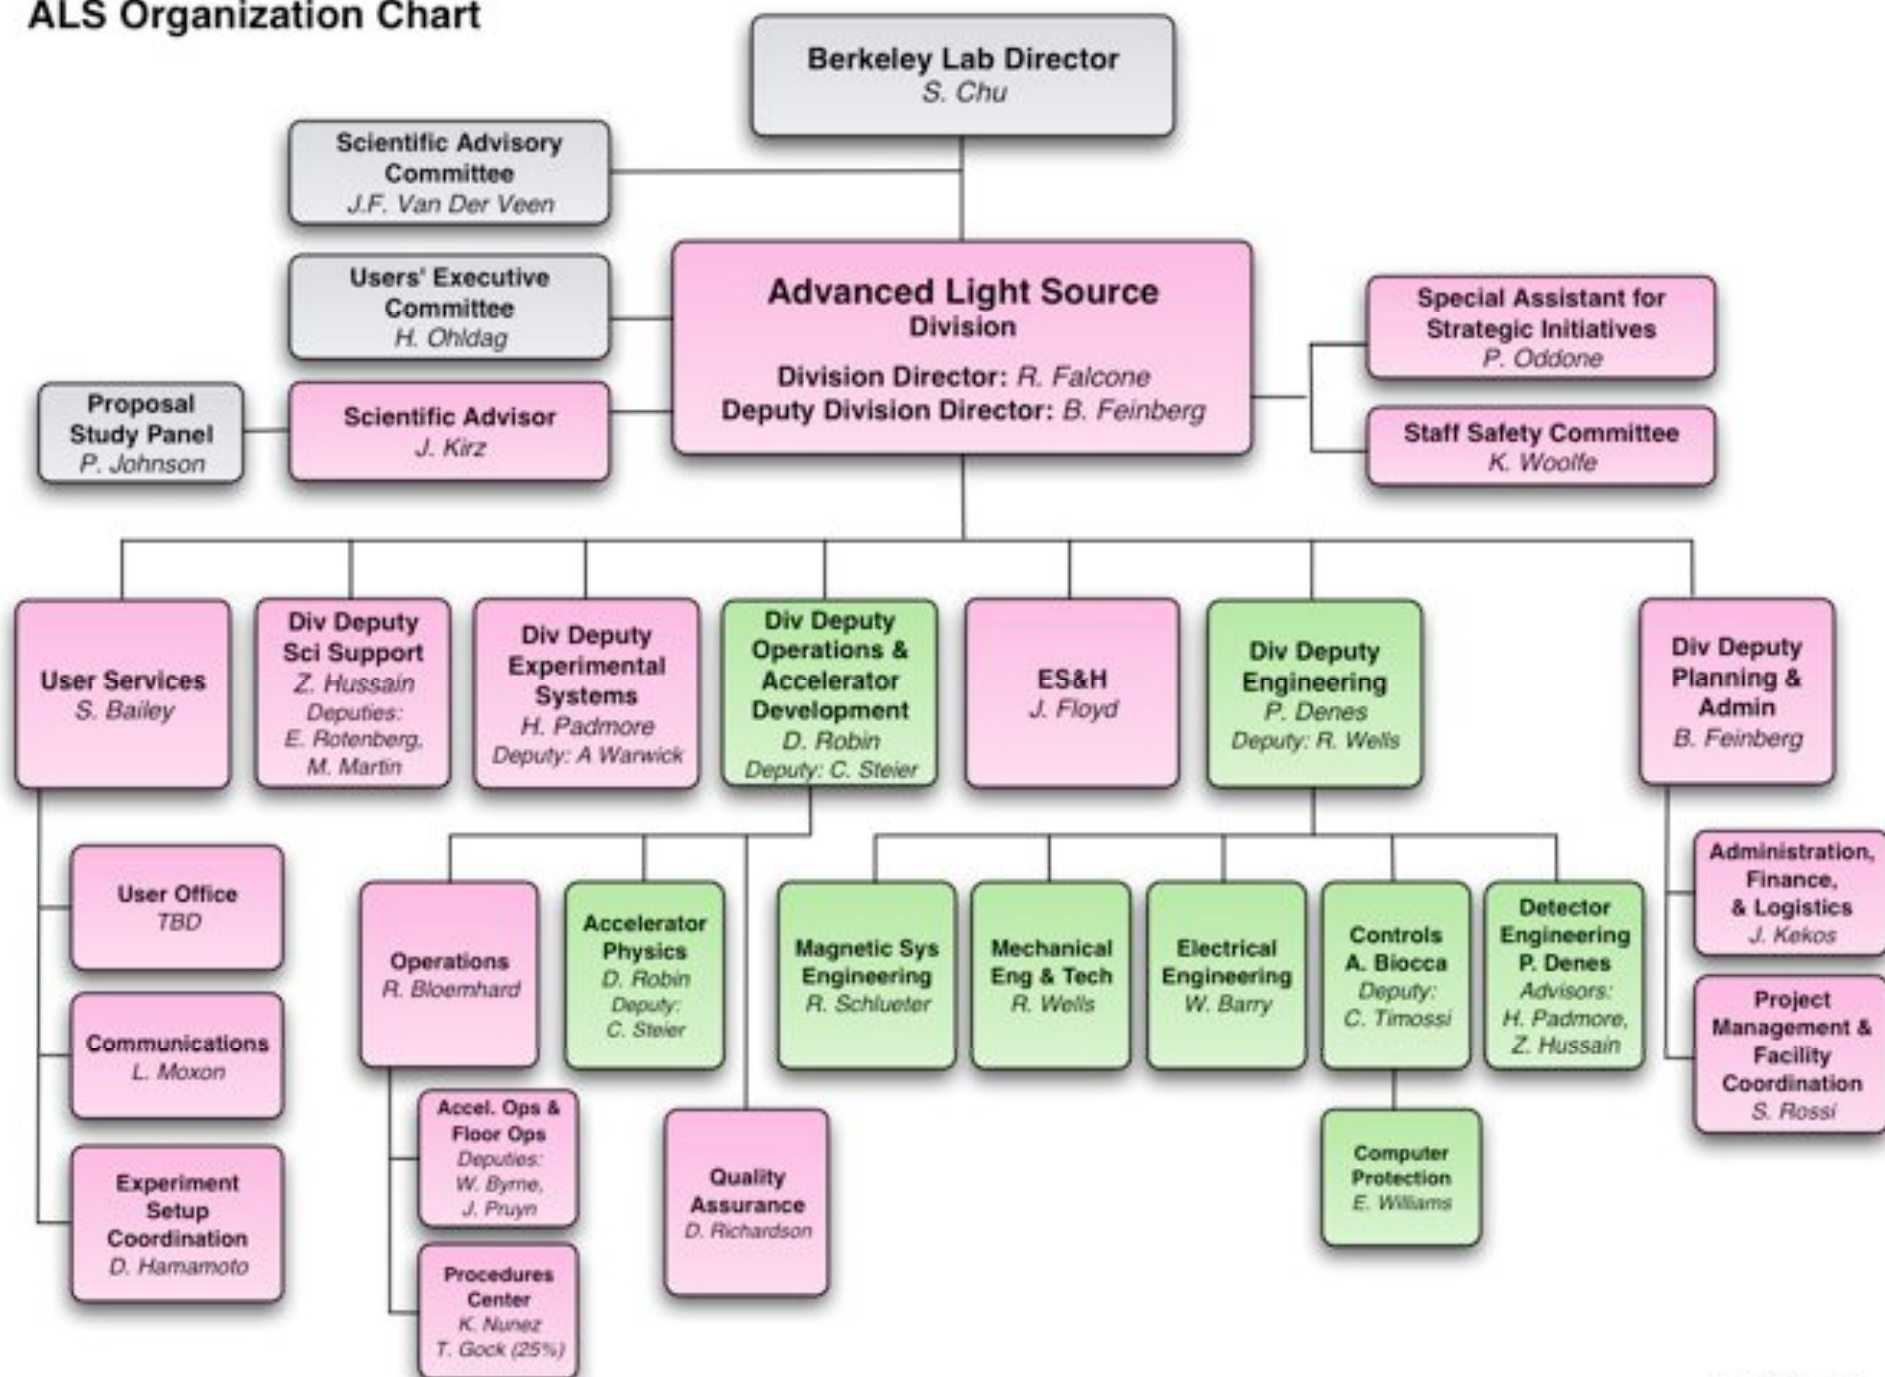 ALS Organization Chart
Berkeley Lab Director
S. Chu
Scientific Advisory
Committee
J.F. Van Der Veen
Users' Executive
Committee
H. Ohldag
Proposal
Study Panel
P. Johnson
Scientific Advisor
J. Kirz
Advanced Light Source
Division
Division Director: R. Falcone
Deputy Division Director: B. Feinberg
Special Assistant for
Strategic Initiatives
P. Oddone
Staff Safety Committee
K. Woolfe
User Services
S. Bailey
Div Deputy
Sci Support
Z. Hussain
Deputies:
E. Rotenberg,
M. Martin
Div Deputy
Experimental
Systems
H. Padmore
Deputy: A Warwick
Div Deputy
Operations &
Accelerator
Development
D. Robin
Deputy: C. Steier
ES&H
J. Floyd
Div Deputy
Engineering
P. Denes
Deputy: R. Wells
Div Deputy
Planning &
Admin
B. Feinberg
User Office
TBD
Communications
L. Moxon
Experiment
Setup
Coordination
D. Hamamoto
Operations
R. Bloemhard
Accelerator
Physics
D. Robin
Deputy:
C. Steier
Accel. Ops &
Floor Ops
Deputies:
W. Byrne,
J. Pruyn
Procedures
Center
K. Nunez
T. Gock (25%)
Quality
Assurance
D. Richardson
Magnetic Sys
Engineering
R. Schlueter
Mechanical
Eng & Tech
R. Wells
Electrical
Engineering
W. Barry
Controls
A. Biocca
Deputy:
C. Timossi
Detector
Engineering
P. Denes
Advisors:
H. Padmore,
Z. Hussain
Computer
Protection
E. Williams
Administration,
Finance,
& Logistics
J. Kekos
Project
Management &
Facility
Coordination
S. Rossi